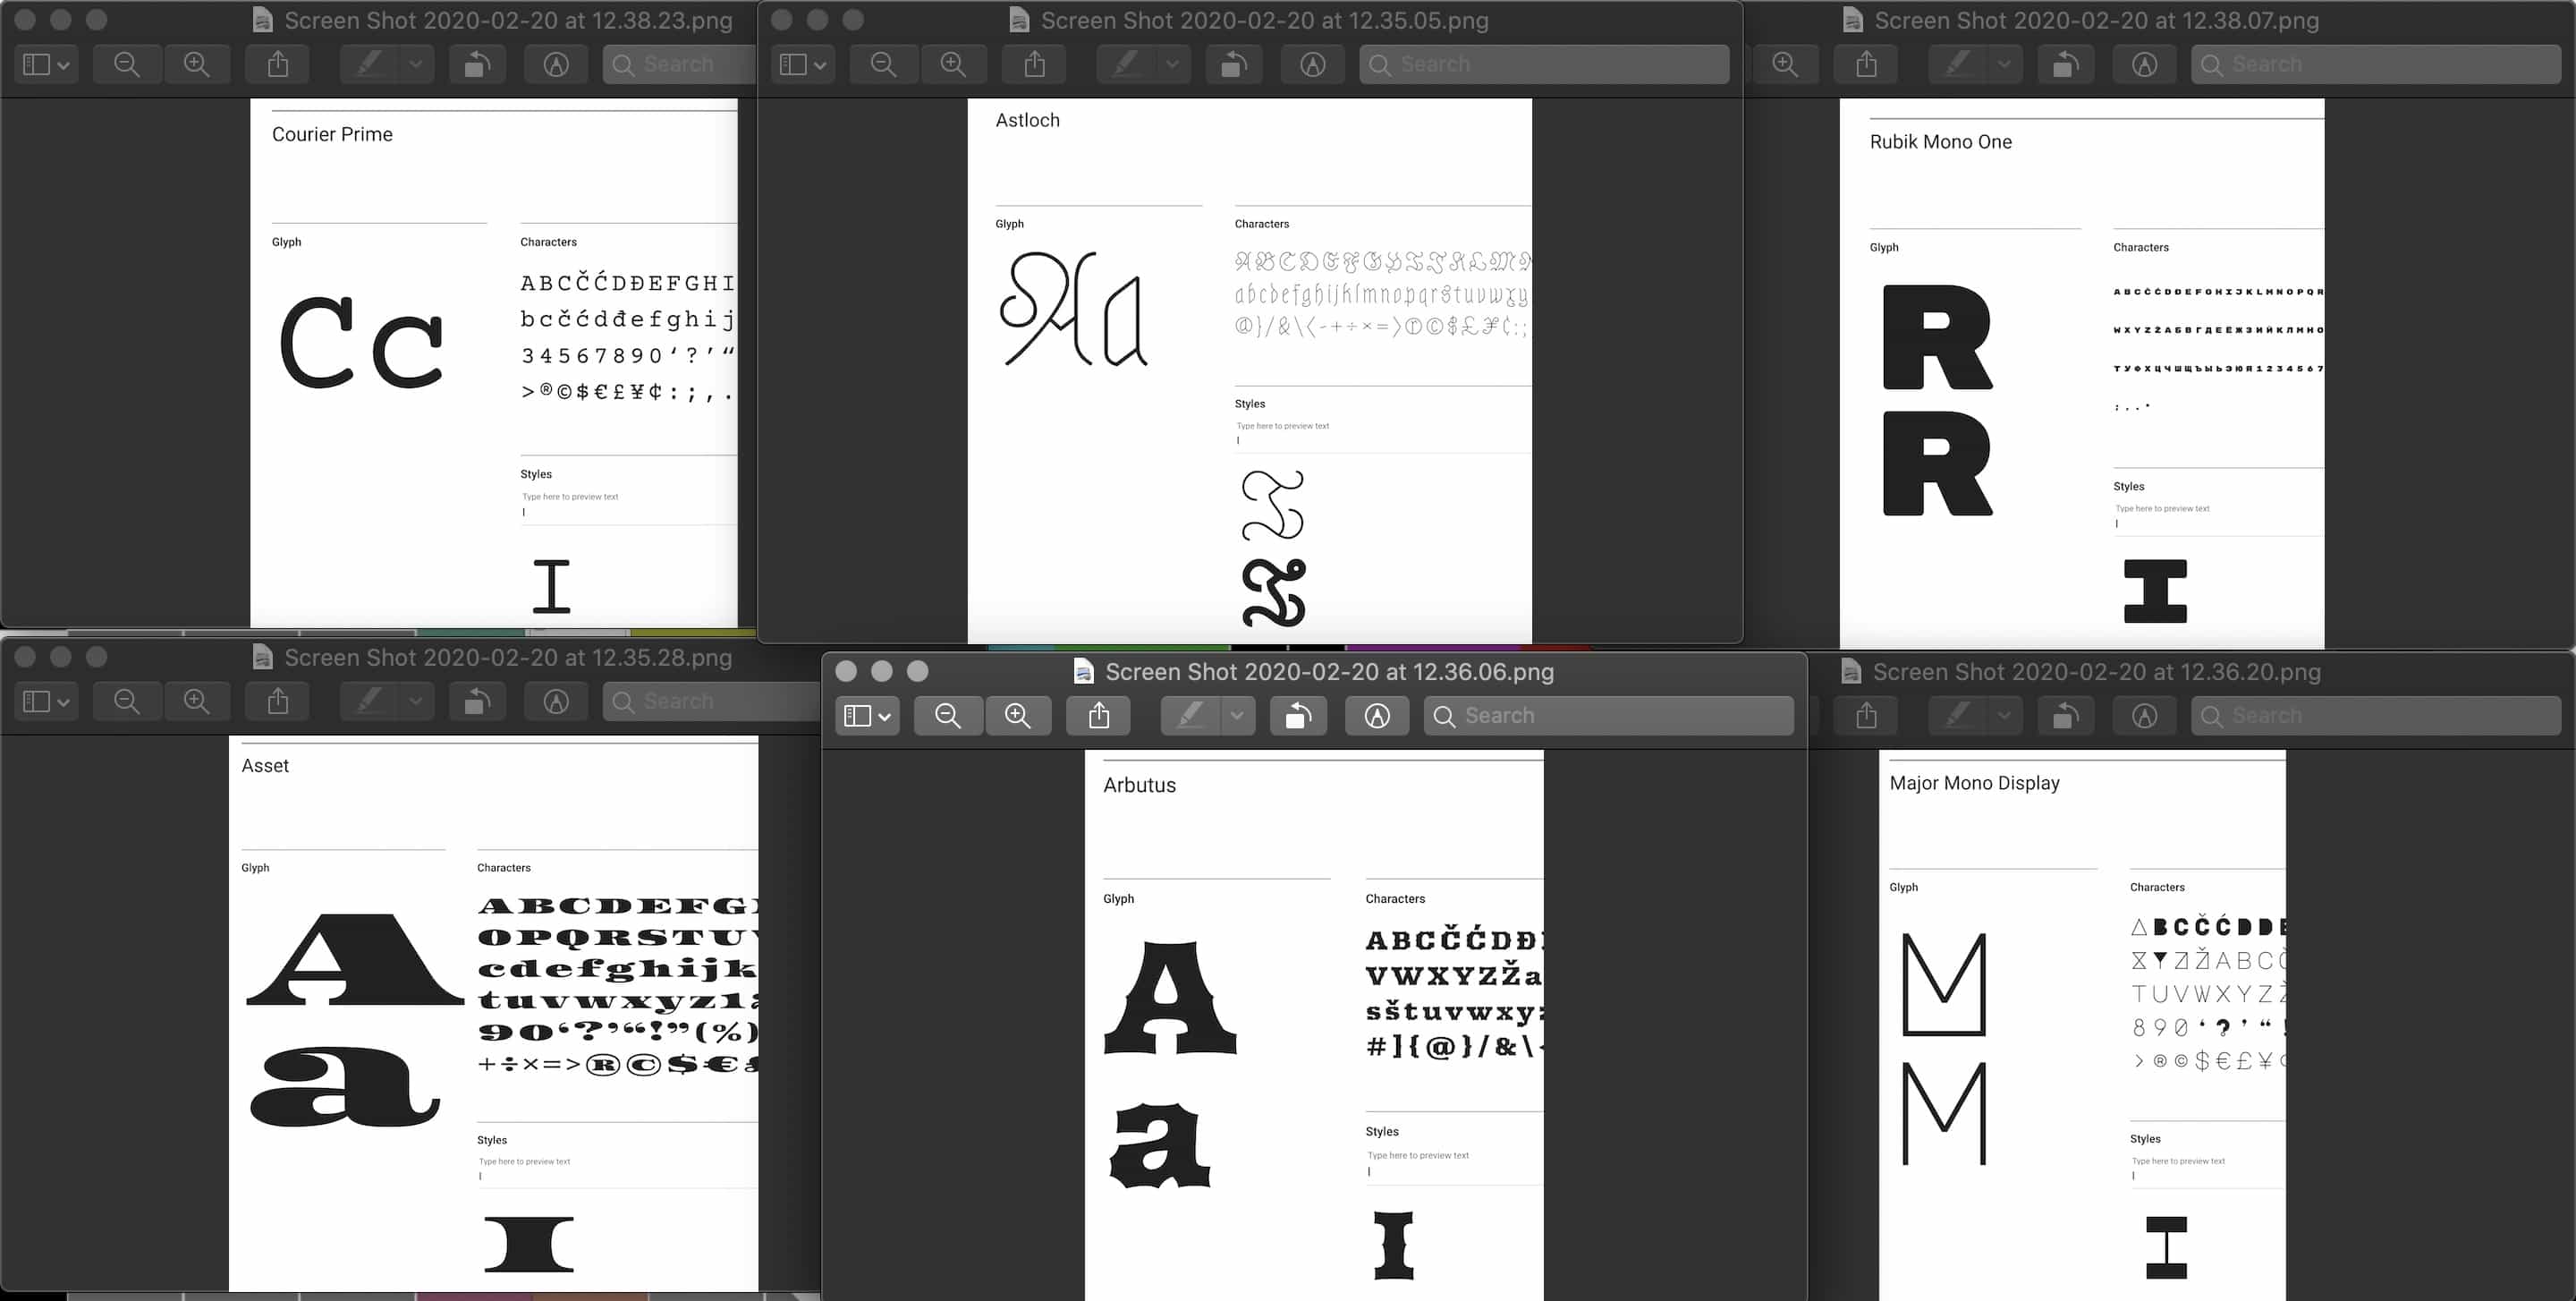 Screen Shot 2020-02-20 at 12.38.23.png
Search
Courier Prime
Glyph
Characters
Cc
ABCČĆDĐEFGHI
bcčćdđefghij
34567890‘?’“
>®©$€£¥¢:;,.
Styles
Type here to preview text
I
Screen Shot 2020-02-20 at 12.35.05.png
Search
Astloch
Glyph
Characters
Aa
ABCDEFGHIJKLM
abcdefghijklmnopqrstuvwxy
@}/&\<-+÷×=>®©$£¥¢:;
Styles
Type here to preview text
I
I
Screen Shot 2020-02-20 at 12.38.07.png
Search
Rubik Mono One
Glyph
Characters
R
R
ABCČĆDĐEFGHIJKLMNOPQR
WXYZŽАБВГДЕЁЖЗИЙКЛМНО
ТУФХЦЧШЩЪЫЬЭЮЯ1234567
Styles
Type here to preview text
I
Screen Shot 2020-02-20 at 12.35.28.png
Search
Asset
Glyph
Characters
A
a
ABCDEFG
OPQRSTU
cdefghijk
tuvwxyz1
90‘?’“!”(%)
+÷×=>®©$€
Styles
Type here to preview text
I
Screen Shot 2020-02-20 at 12.36.06.png
Search
Arbutus
Glyph
Characters
A
a
ABCČĆDĐ
VWXYZŽa
sštuvwxy
#]{@}/&\
Styles
Type here to preview text
I
Screen Shot 2020-02-20 at 12.36.20.png
Search
Major Mono Display
Glyph
Characters
M
M
ABCČĆDĐE
XYZŽABC
TUVWXYZ
890‘?’“
>®©$€£¥
Styles
Type here to preview text
I